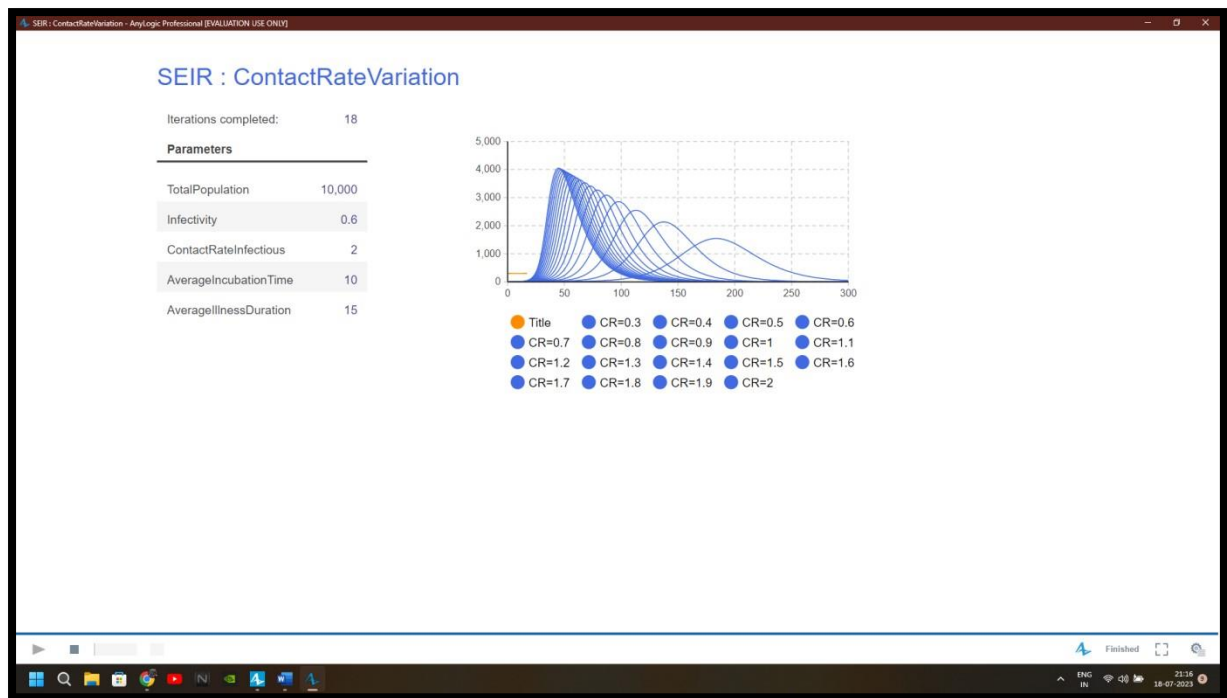 SEIR : ContactRateVariation - AnyLogic Professional [EVALUATION USE ONLY]
SEIR : ContactRateVariation
Iterations completed: 18
Parameters
TotalPopulation 10,000
Infectivity 0.6
ContactRateInfectious 2
AverageIncubationTime 10
AverageIllnessDuration 15
5,000
4,000
3,000
2,000
1,000
0
0 50 100 150 200 250 300
Title CR=0.3 CR=0.4 CR=0.5 CR=0.6
CR=0.7 CR=0.8 CR=0.9 CR=1 CR=1.1
CR=1.2 CR=1.3 CR=1.4 CR=1.5 CR=1.6
CR=1.7 CR=1.8 CR=1.9 CR=2
Finished
ENG
IN
21:16
18-07-2023